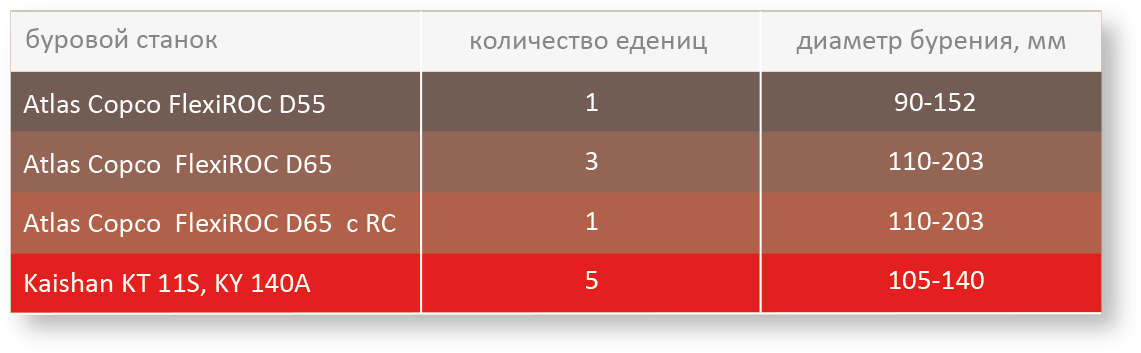 буровой станок количество едениц диаметр бурения, мм
Atlas Copco FlexiROC D55 1 90-152
Atlas Copco FlexiROC D65 3 110-203
Atlas Copco FlexiROC D65 с RC 1 110-203
Kaishan KT 11S, KY 140A 5 105-140